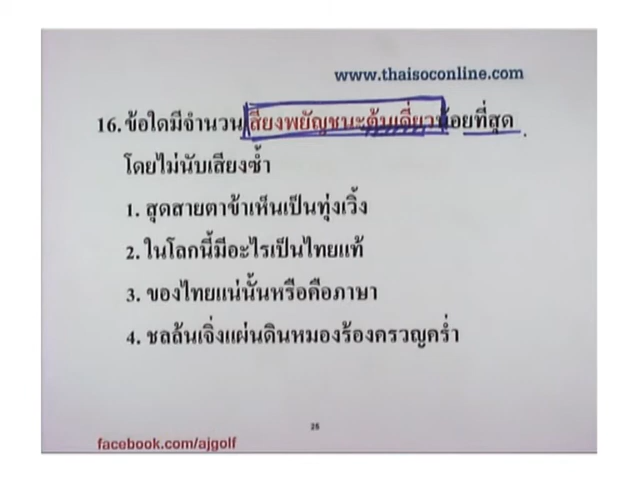 www.thaisoconline.com
16. ข้อใดมีจำนวนเสียงพยัญชนะต้นเดี่ยวน้อยที่สุด
โดยไม่นับเสียงซ้ำ
1. สุดสายตาข้าเห็นเป็นทุ่งเวิ้ง
2. ในโลกนี้มีอะไรเป็นไทยแท้
3. ของไทยแน่นั้นหรือคือภาษา
4. ชลล้นเจิ่งแผ่นดินหมองร้องครวญคร่ำ
26
facebook.com/ajgolf